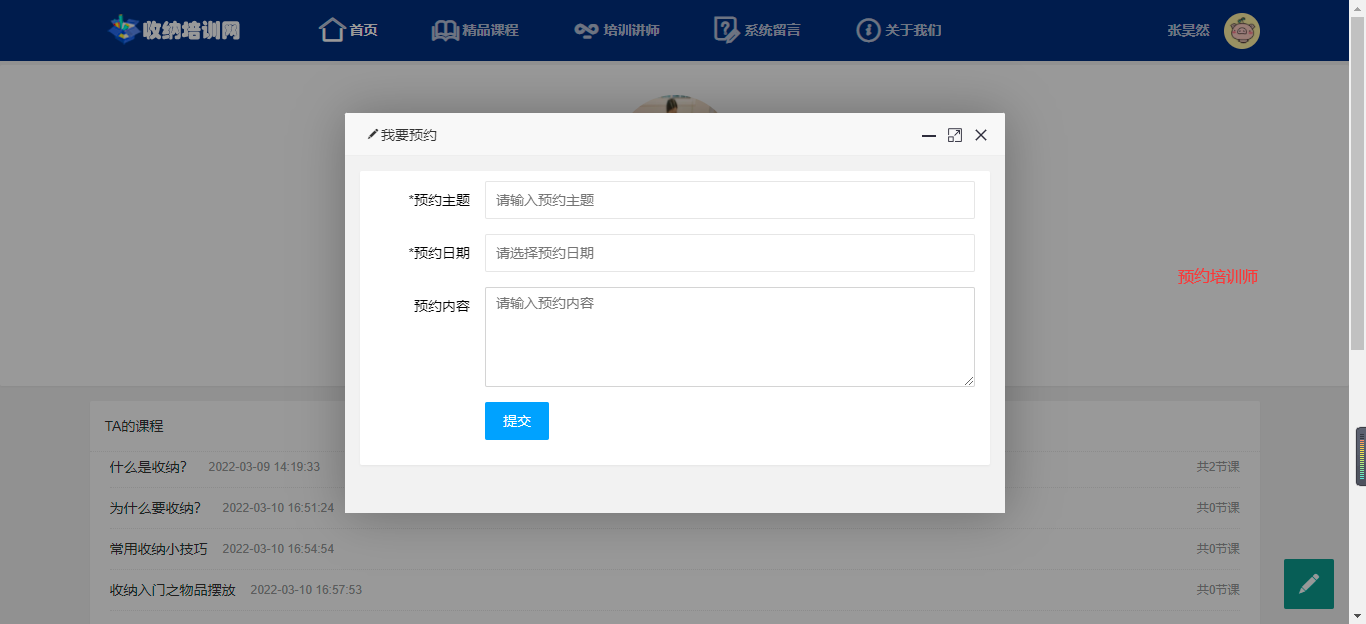 收纳培训网
首页
精品课程
培训讲师
系统留言
关于我们
张昊然
我要预约
*预约主题
请输入预约主题
*预约日期
请选择预约日期
预约内容
请输入预约内容
提交
预约培训师
TA的课程
什么是收纳? 2022-03-09 14:19:33 共2节课
为什么要收纳? 2022-03-10 16:51:24 共0节课
常用收纳小技巧 2022-03-10 16:54:54 共0节课
收纳入门之物品摆放 2022-03-10 16:57:53 共0节课